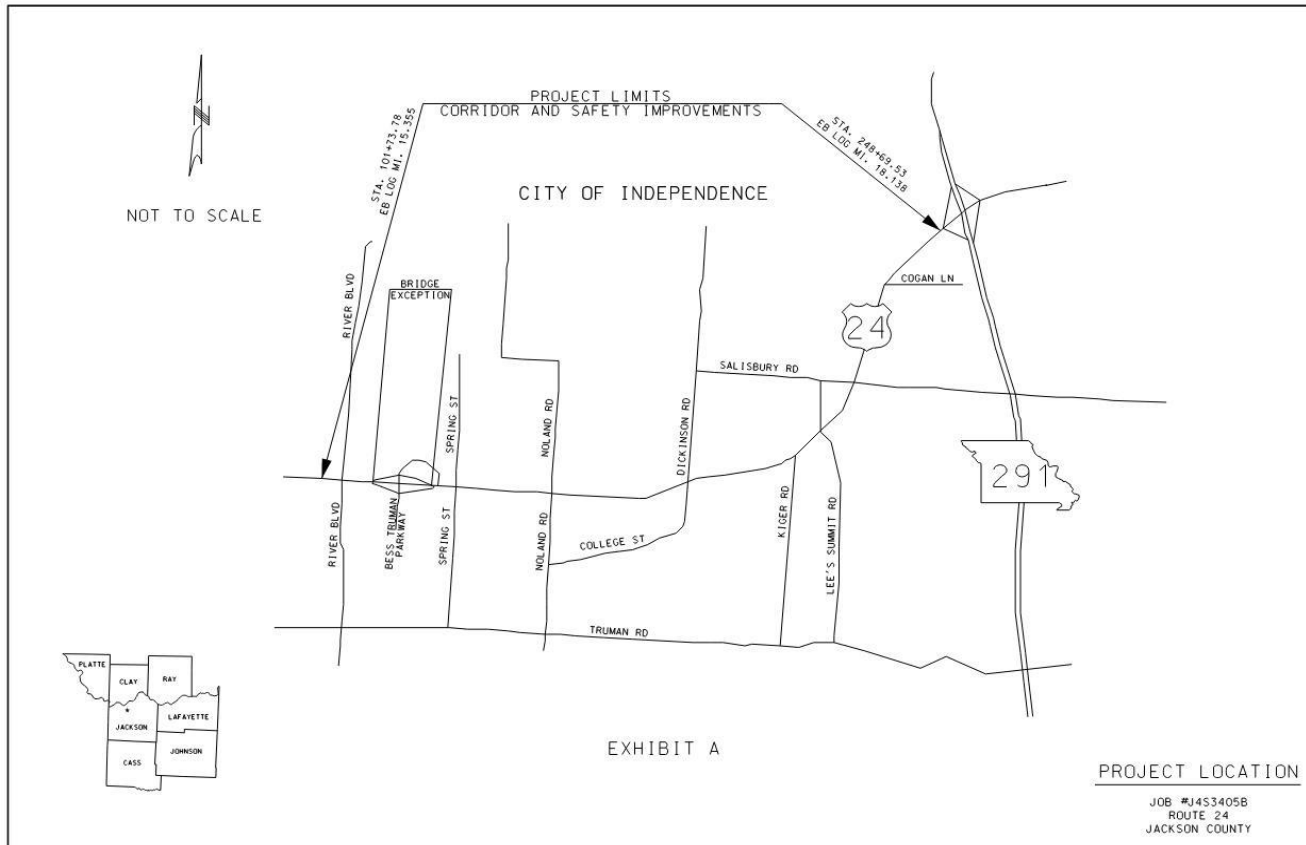 PROJECT LIMITS
CORRIDOR AND SAFETY IMPROVEMENTS
STA. 101+73.78
EB LOG MI. 15.355
STA. 248+69.53
EB LOG MI. 18.138
N
NOT TO SCALE
CITY OF INDEPENDENCE
RIVER BLVD
BRIDGE
EXCEPTION
COGAN LN
24
SALISBURY RD
SPRING ST
NOLAND RD
DICKINSON RD
291
RIVER BLVD
BESS TRUMAN
PARKWAY
SPRING ST
NOLAND RD
COLLEGE ST
KIGER RD
LEE'S SUMMIT RD
TRUMAN RD
PLATTE
CLAY
RAY
JACKSON
LAFAYETTE
CASS
JOHNSON
EXHIBIT A
PROJECT LOCATION
JOB #J4S3405B
ROUTE 24
JACKSON COUNTY